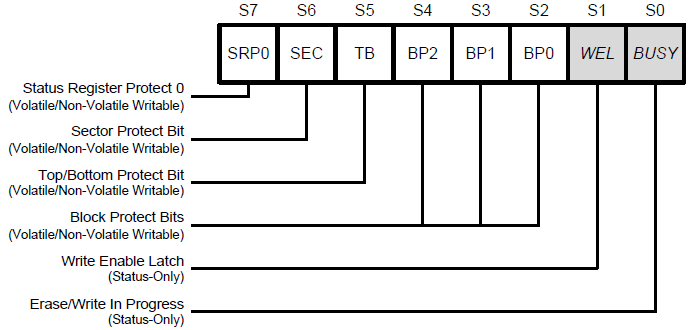 S7 S6 S5 S4 S3 S2 S1 S0
SRP0 SEC TB BP2 BP1 BP0 WEL BUSY
Status Register Protect 0
(Volatile/Non-Volatile Writable)
Sector Protect Bit
(Volatile/Non-Volatile Writable)
Top/Bottom Protect Bit
(Volatile/Non-Volatile Writable)
Block Protect Bits
(Volatile/Non-Volatile Writable)
Write Enable Latch
(Status-Only)
Erase/Write In Progress
(Status-Only)